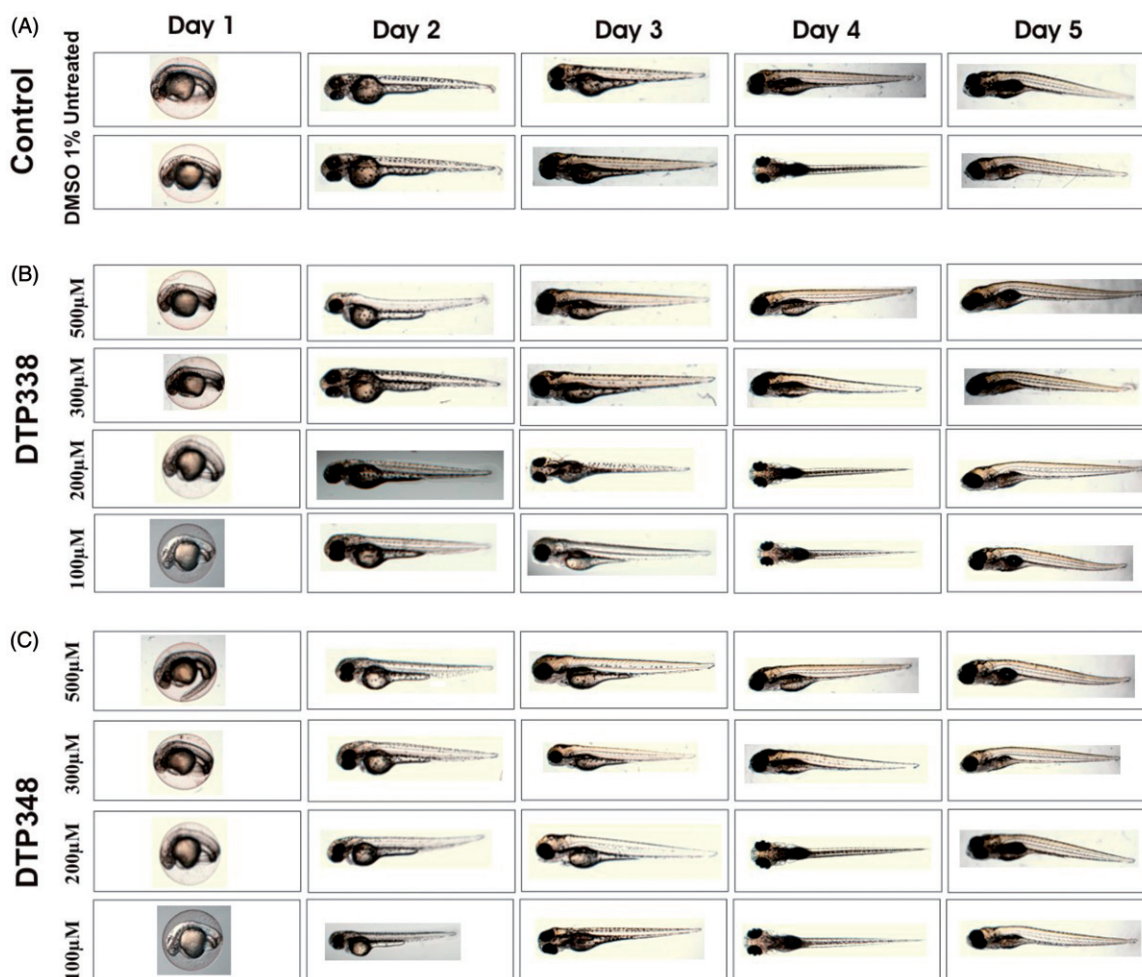 (A)
Day 1 Day 2 Day 3 Day 4 Day 5
Control
DMSO 1% Untreated
(B)
DTP338
500µM
300µM
200µM
100µM
(C)
DTP348
500µM
300µM
200µM
100µM